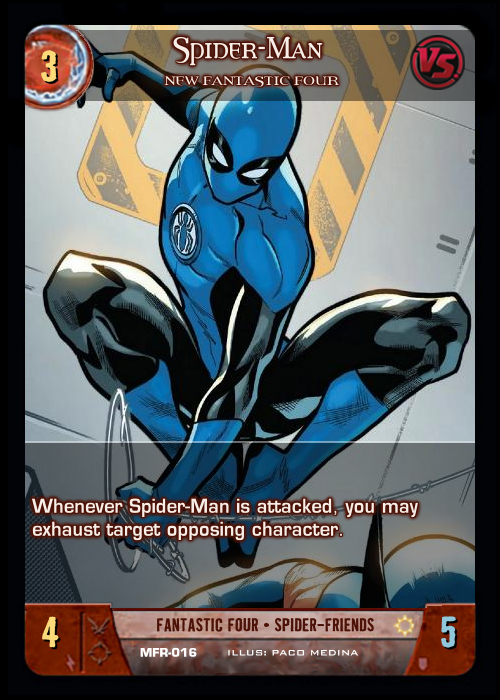 3
SPIDER-MAN
NEW FANTASTIC FOUR
VS
Whenever Spider-Man is attacked, you may
exhaust target opposing character.
4
FANTASTIC FOUR • SPIDER-FRIENDS
MFR-016 ILLUS: PACO MEDINA
5